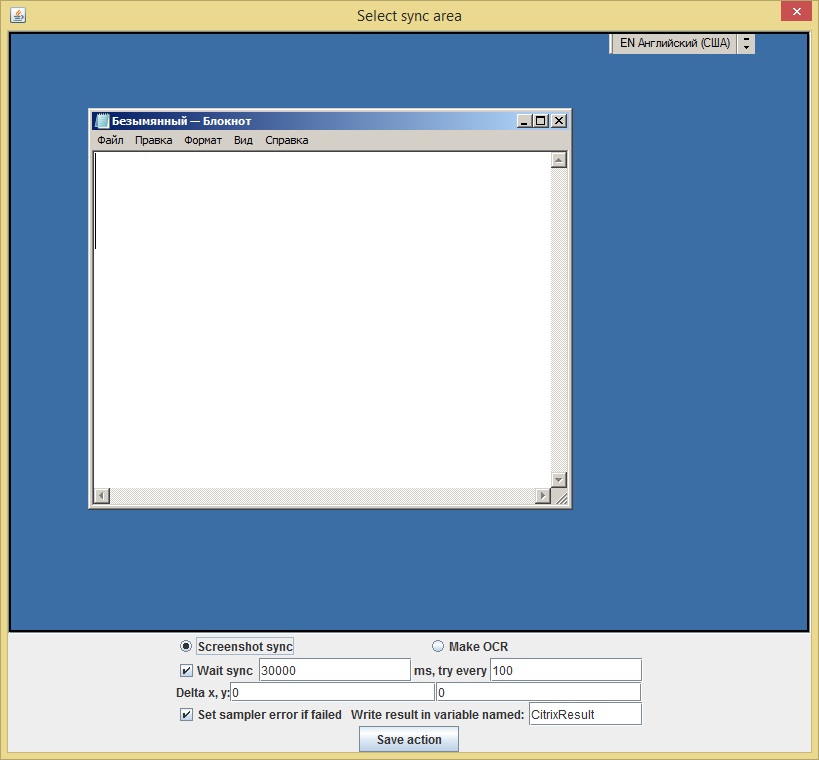 Select sync area
EN Английский (США)
Безымянный — Блокнот
Файл Правка Формат Вид Справка
Screenshot sync Make OCR
Wait sync 30000 ms, try every 100
Delta x, y: 0 0
Set sampler error if failed Write result in variable named: CitrixResult
Save action